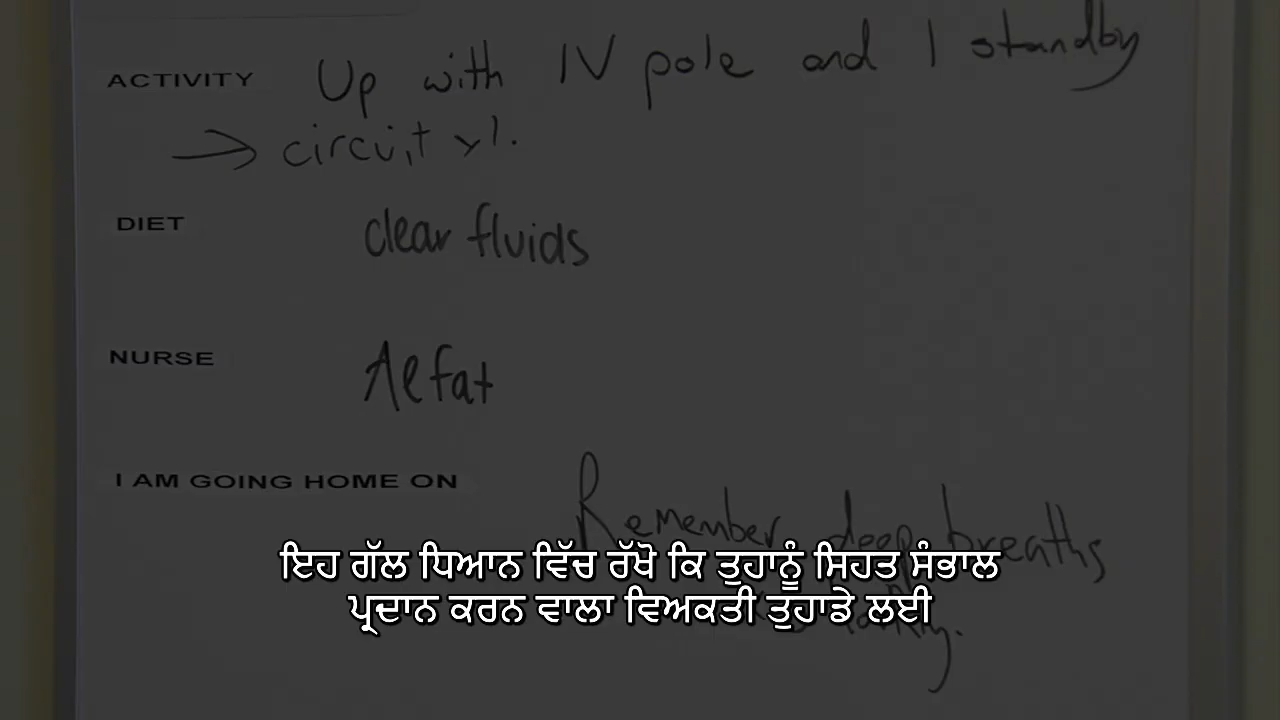 ACTIVITY Up with IV pole and 1 standby
→ circuit x1.
DIET clear fluids
NURSE Alfat
I AM GOING HOME ON
Remember deep breaths
ਇਹ ਗੱਲ ਧਿਆਨ ਵਿੱਚ ਰੱਖੋ ਕਿ ਤੁਹਾਨੂੰ ਸਿਹਤ ਸੰਭਾਲ
ਪ੍ਰਦਾਨ ਕਰਨ ਵਾਲਾ ਵਿਅਕਤੀ ਤੁਹਾਡੇ ਲਈ